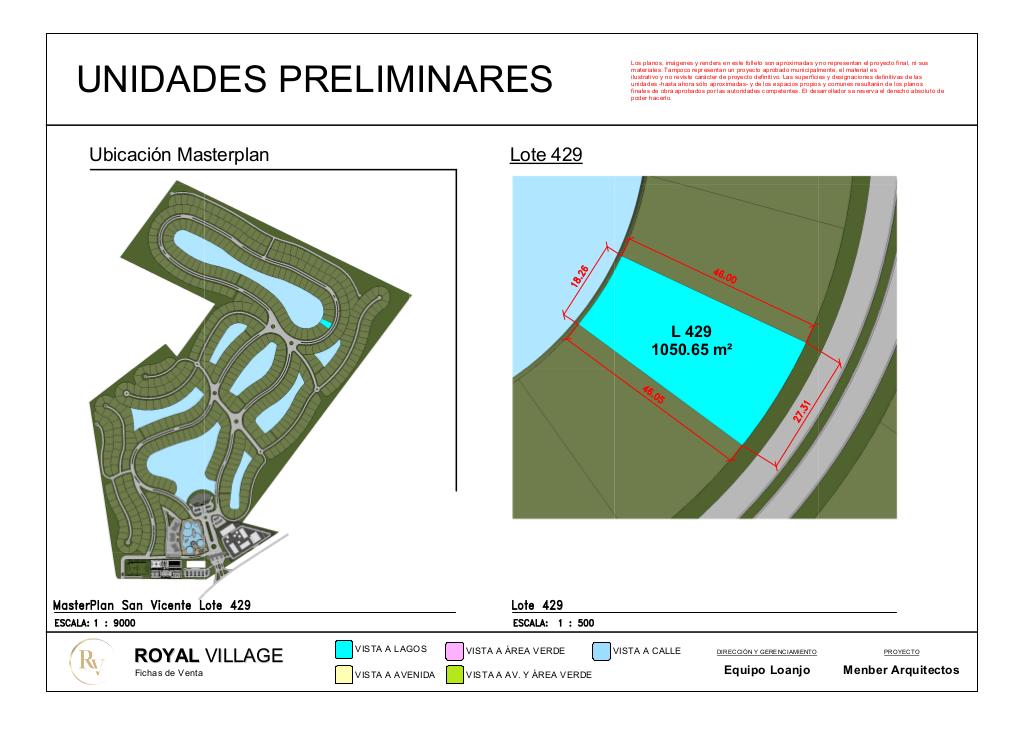 UNIDADES PRELIMINARES
Los planos, imágenes y renders en este folleto son aproximadas y no representan el proyecto final, ni sus
materiales. Tampoco representan un proyecto aprobado municipalmente, el material es
ilustrativo y no reviste carácter de proyecto definitivo. Las superficies y designaciones definitivas de las
unidades -hasta ahora sólo aproximadas- y de los espacios propios y comunes resultarán de los planos
finales de obra aprobados por las autoridades competentes. El desarrollador se reserva el derecho absoluto de
poder hacerlo.
Ubicación Masterplan
Lote 429
18.26
46.00
L 429
1050.65 m²
46.05
27.31
MasterPlan San Vicente Lote 429
ESCALA: 1 : 9000
Lote 429
ESCALA: 1 : 500
RV
ROYAL VILLAGE
Fichas de Venta
VISTA A LAGOS
VISTA A ÁREA VERDE
VISTA A CALLE
VISTA A AVENIDA
VISTA A AV. Y ÁREA VERDE
DIRECCIÓN Y GERENCIAMIENTO
Equipo Loanjo
PROYECTO
Menber Arquitectos